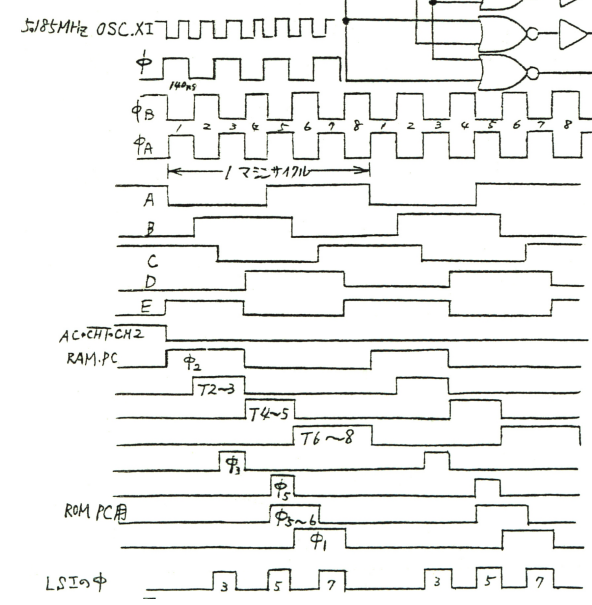 5.185MHz OSC.XI
Φ
140ns
ΦB
1 2 3 4 5 6 7 8 1 2 3 4 5 6 7 8
ΦA
1 マシンサイクル
A
B
C
D
E
AC•CH1•CH2
RAM.PC Φ2
T2~3
T4~5
T6~8
Φ3
Φ5
ROM PC用 Φ5~6
Φ1
LSIのΦ 3 5 7 3 5 7